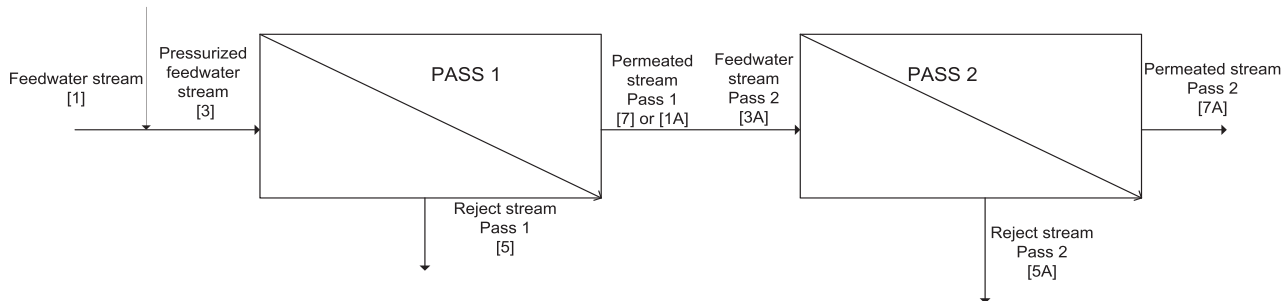 Feedwater stream
[1]
Pressurized
feedwater
stream
[3]
PASS 1
Reject stream
Pass 1
[5]
Permeated
stream
Pass 1
[7] or [1A]
Feedwater
stream
Pass 2
[3A]
PASS 2
Reject stream
Pass 2
[5A]
Permeated stream
Pass 2
[7A]